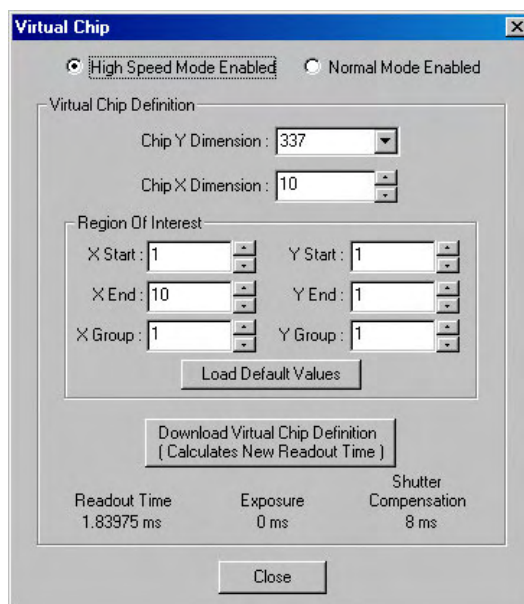 Virtual Chip
High Speed Mode Enabled Normal Mode Enabled
Virtual Chip Definition
Chip Y Dimension : 337
Chip X Dimension : 10
Region Of Interest
X Start : 1 Y Start : 1
X End : 10 Y End : 1
X Group : 1 Y Group : 1
Load Default Values
Download Virtual Chip Definition
( Calculates New Readout Time )
Readout Time Exposure Shutter Compensation
1.83975 ms 0 ms 8 ms
Close